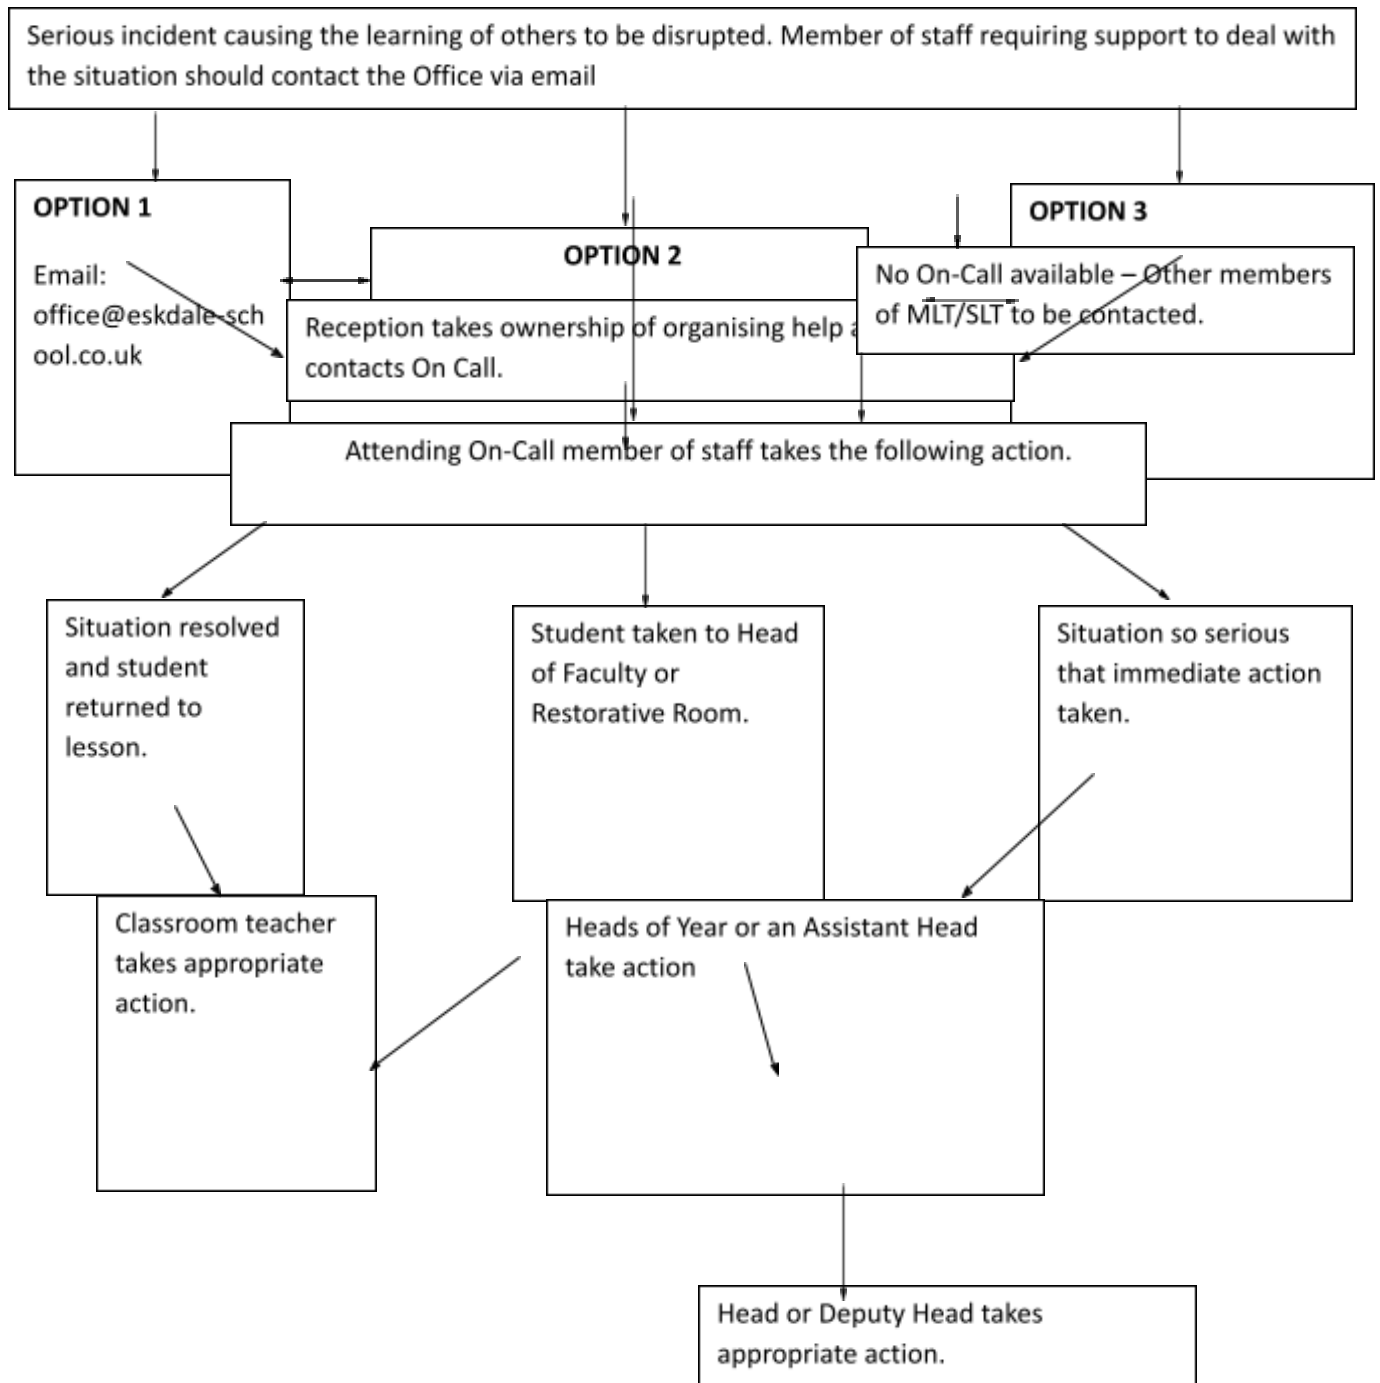 Serious incident causing the learning of others to be disrupted. Member of staff requiring support to deal with
the situation should contact the Office via email
OPTION 1
Email:
office@eskdale-sch
ool.co.uk
OPTION 2
OPTION 3
Reception takes ownership of organising help
contacts On Call.
No On-Call available – Other members
of MLT/SLT to be contacted.
Attending On-Call member of staff takes the following action.
Situation resolved
and student
returned to
lesson.
Student taken to Head
of Faculty or
Restorative Room.
Situation so serious
that immediate action
taken.
Classroom teacher
takes appropriate
action.
Heads of Year or an Assistant Head
take action
Head or Deputy Head takes
appropriate action.